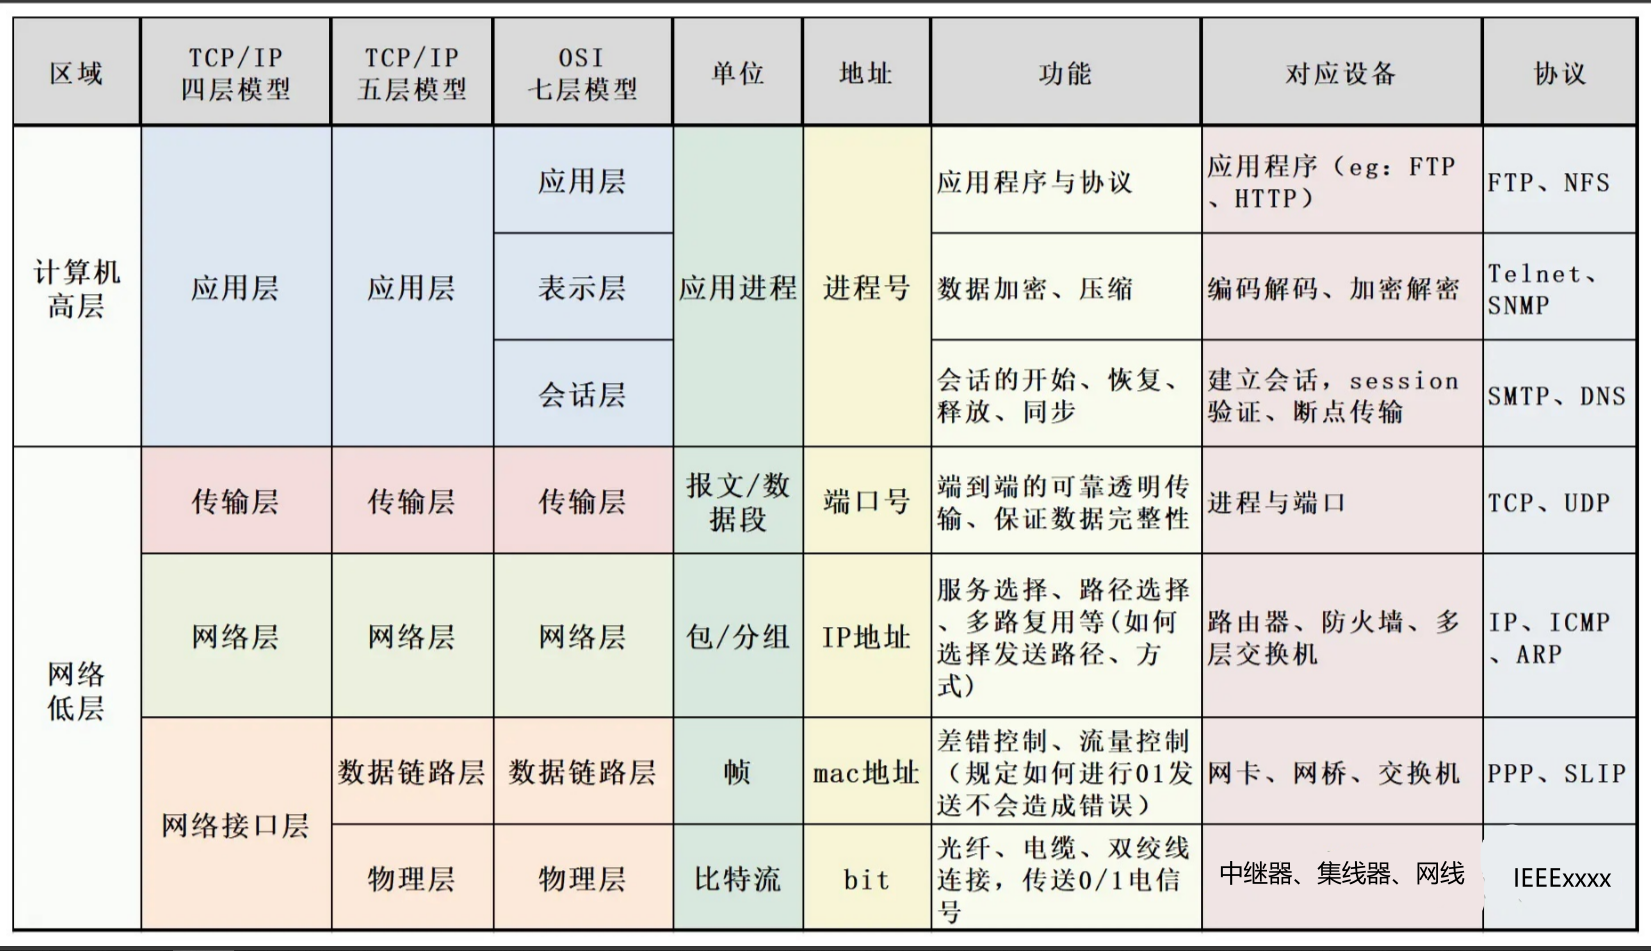 区域
TCP/IP
四层模型
TCP/IP
五层模型
OSI
七层模型
单位
地址
功能
对应设备
协议
计算机
高层
应用层
应用层
应用层
应用进程
进程号
应用程序与协议
应用程序（eg：FTP
、HTTP）
FTP、NFS
表示层
数据加密、压缩
编码解码、加密解密
Telnet、
SNMP
会话层
会话的开始、恢复、
释放、同步
建立会话，session
验证、断点传输
SMTP、DNS
网络
低层
传输层
传输层
传输层
报文/数
据段
端口号
端到端的可靠透明传
输、保证数据完整性
进程与端口
TCP、UDP
网络层
网络层
网络层
包/分组
IP地址
服务选择、路径选择
、多路复用等(如何
选择发送路径、方
式)
路由器、防火墙、多
层交换机
IP、ICMP
、ARP
网络接口层
数据链路层
数据链路层
帧
mac地址
差错控制、流量控制
（规定如何进行01发
送不会造成错误）
网卡、网桥、交换机
PPP、SLIP
物理层
物理层
比特流
bit
光纤、电缆、双绞线
连接，传送0/1电信
号
中继器、集线器、网线
IEEExxxx